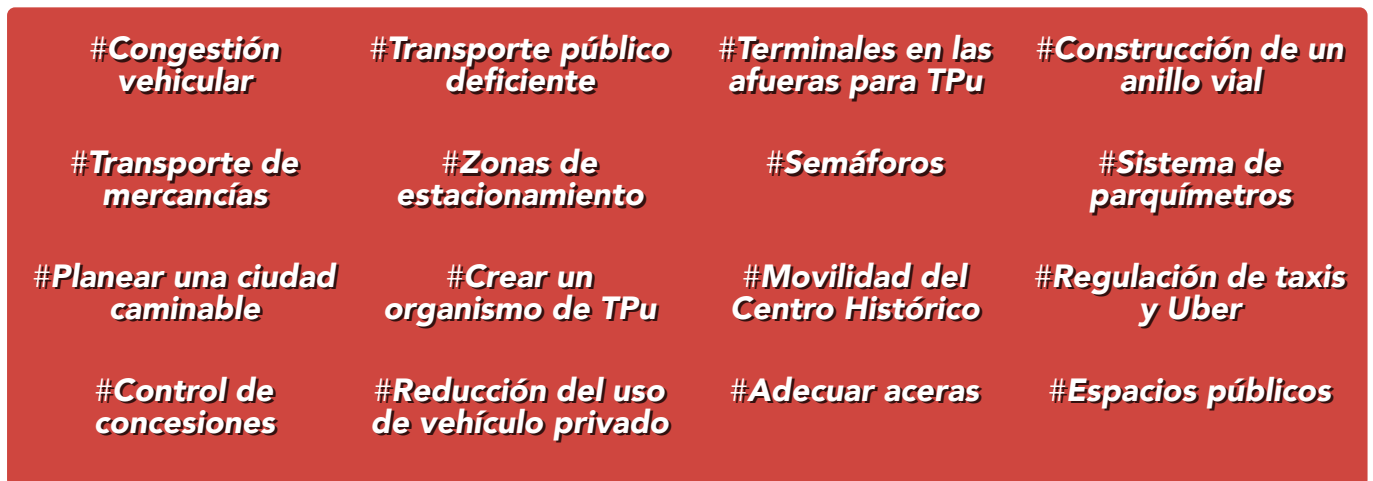 #Congestión
vehicular
#Transporte público
deficiente
#Terminales en las
afueras para TPu
#Construcción de un
anillo vial
#Transporte de
mercancías
#Zonas de
estacionamiento
#Semáforos
#Sistema de
parquímetros
#Planear una ciudad
caminable
#Crear un
organismo de TPu
#Movilidad del
Centro Histórico
#Regulación de taxis
y Uber
#Control de
concesiones
#Reducción del uso
de vehículo privado
#Adecuar aceras
#Espacios públicos